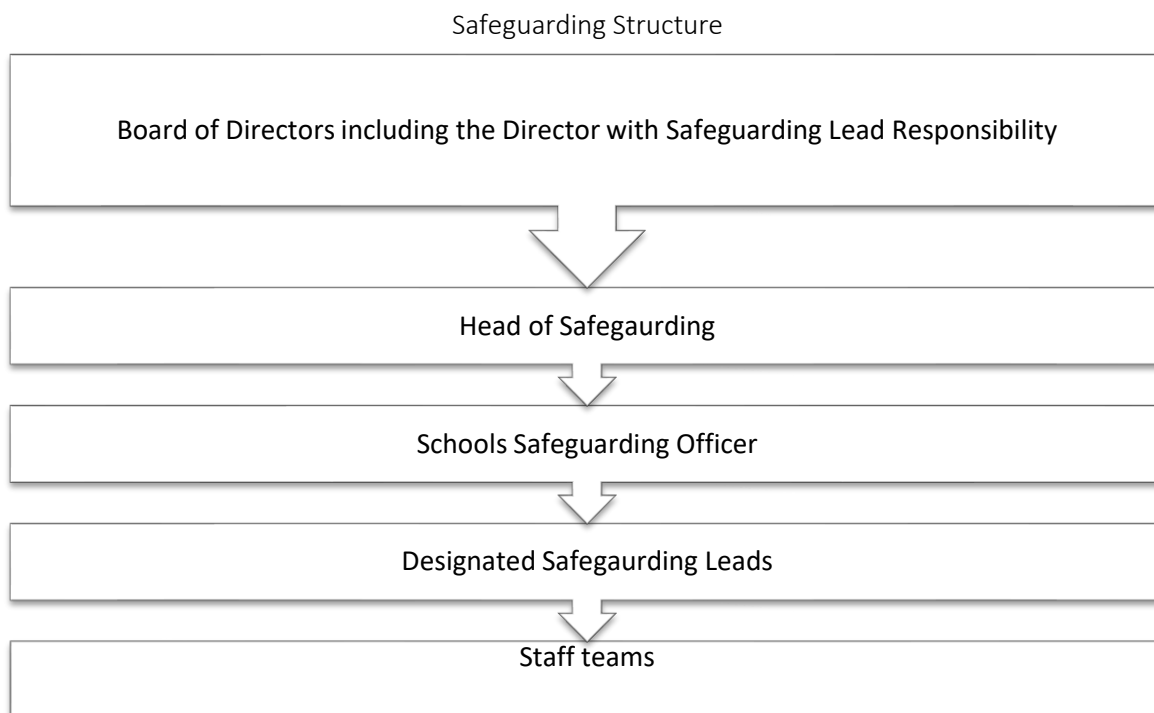 Safeguarding Structure
Board of Directors including the Director with Safeguarding Lead Responsibility
Head of Safegaurding
Schools Safeguarding Officer
Designated Safegaurding Leads
Staff teams